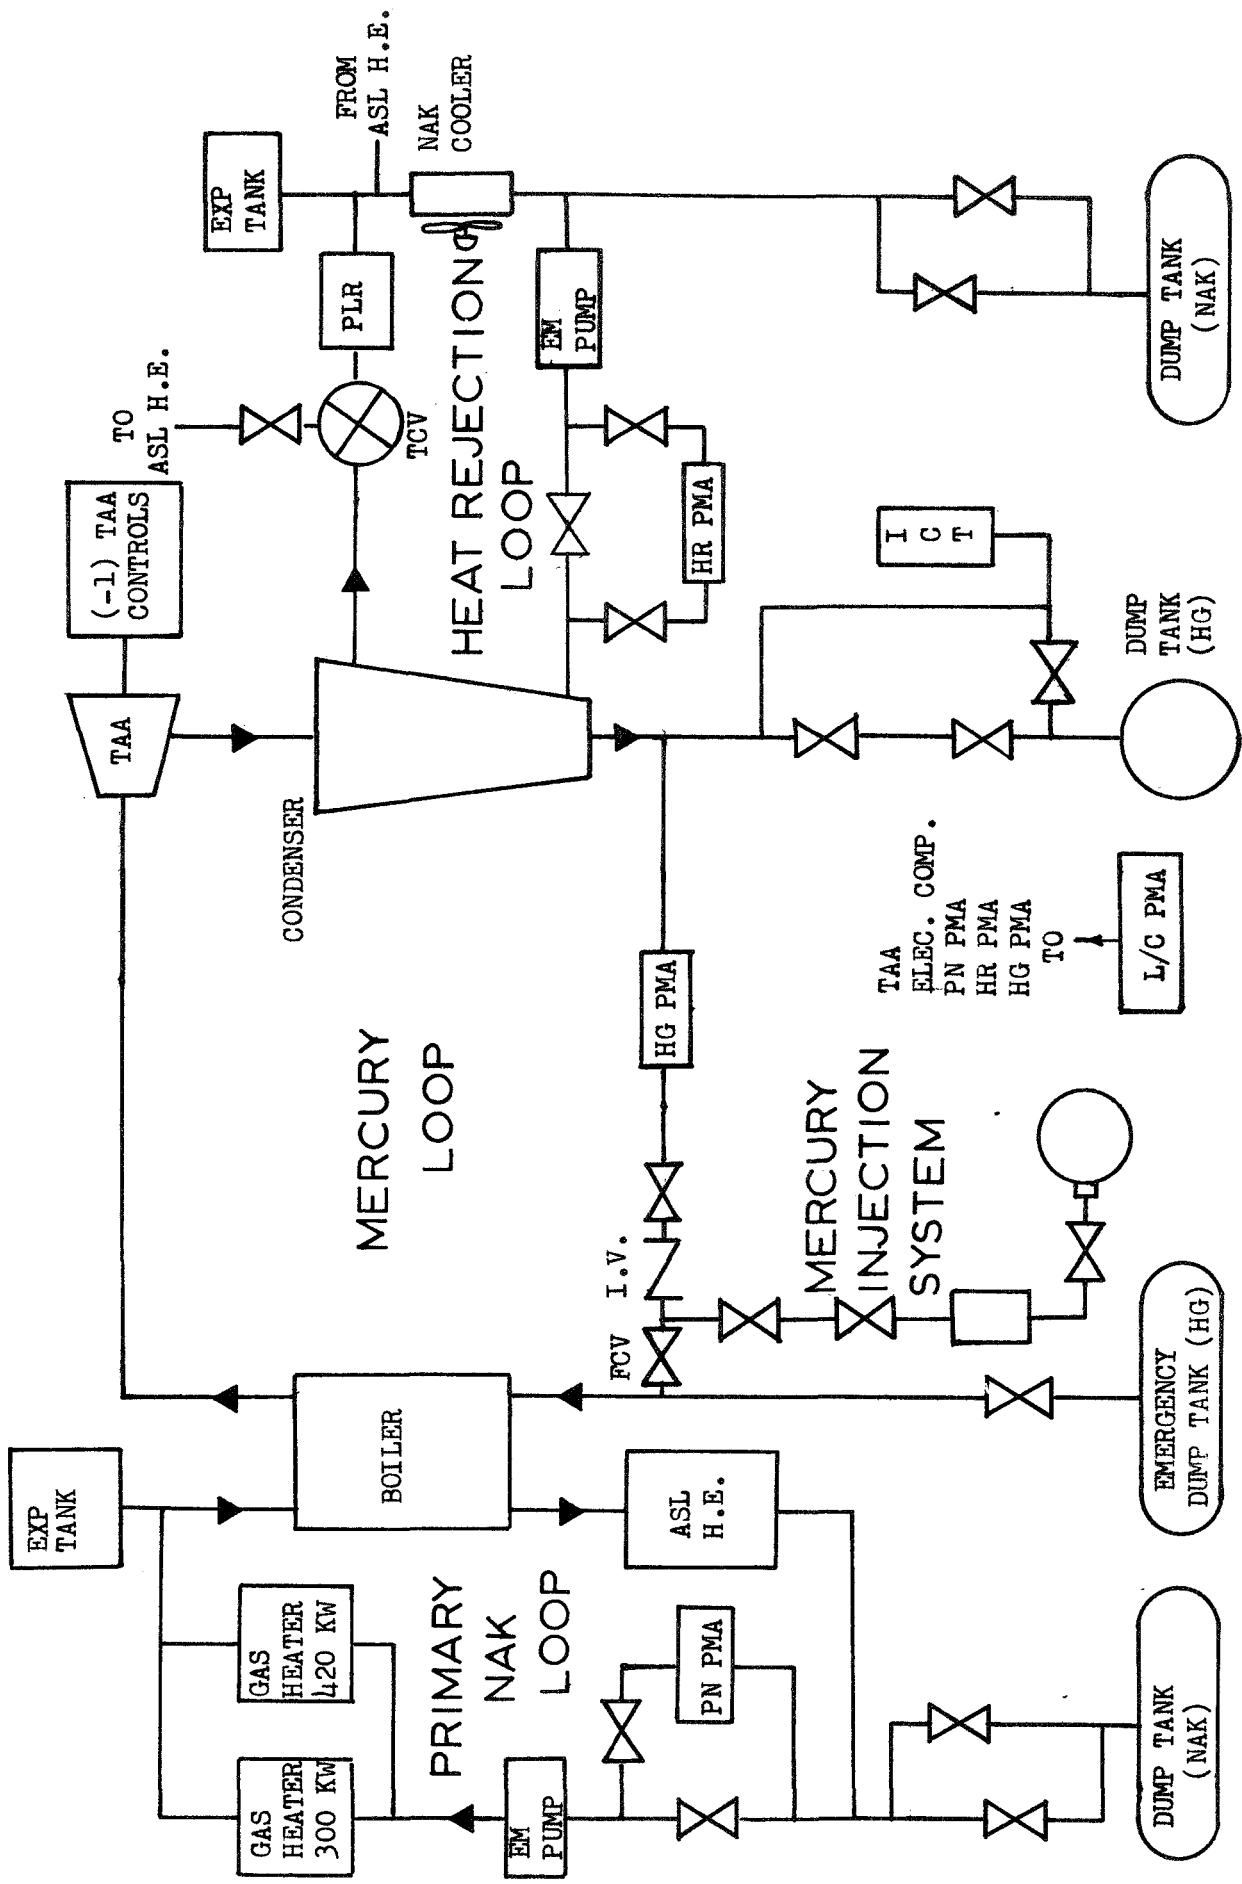 EXP
TANK
GAS
HEATER
420 KW
GAS
HEATER
300 KW
PRIMARY
NAK
LOOP
EM
PUMP
PN PMA
DUMP TANK
(NAK)
BOILER
ASL
H.E.
EMERGENCY
DUMP TANK (HG)
FCV
I.V.
MERCURY
INJECTION
SYSTEM
MERCURY
LOOP
HG PMA
TAA
ELEC. COMP.
PN PMA
HR PMA
HG PMA
TO
L/C PMA
CONDENSER
TAA
(-1) TAA
CONTROLS
DUMP
TANK
(HG)
I
C
T
TO
ASL H.E.
TCV
HEAT REJECTION
LOOP
HR PMA
PLR
EM
PUMP
EXP
TANK
FROM
ASL H.E.
NAK
COOLER
DUMP TANK
(NAK)